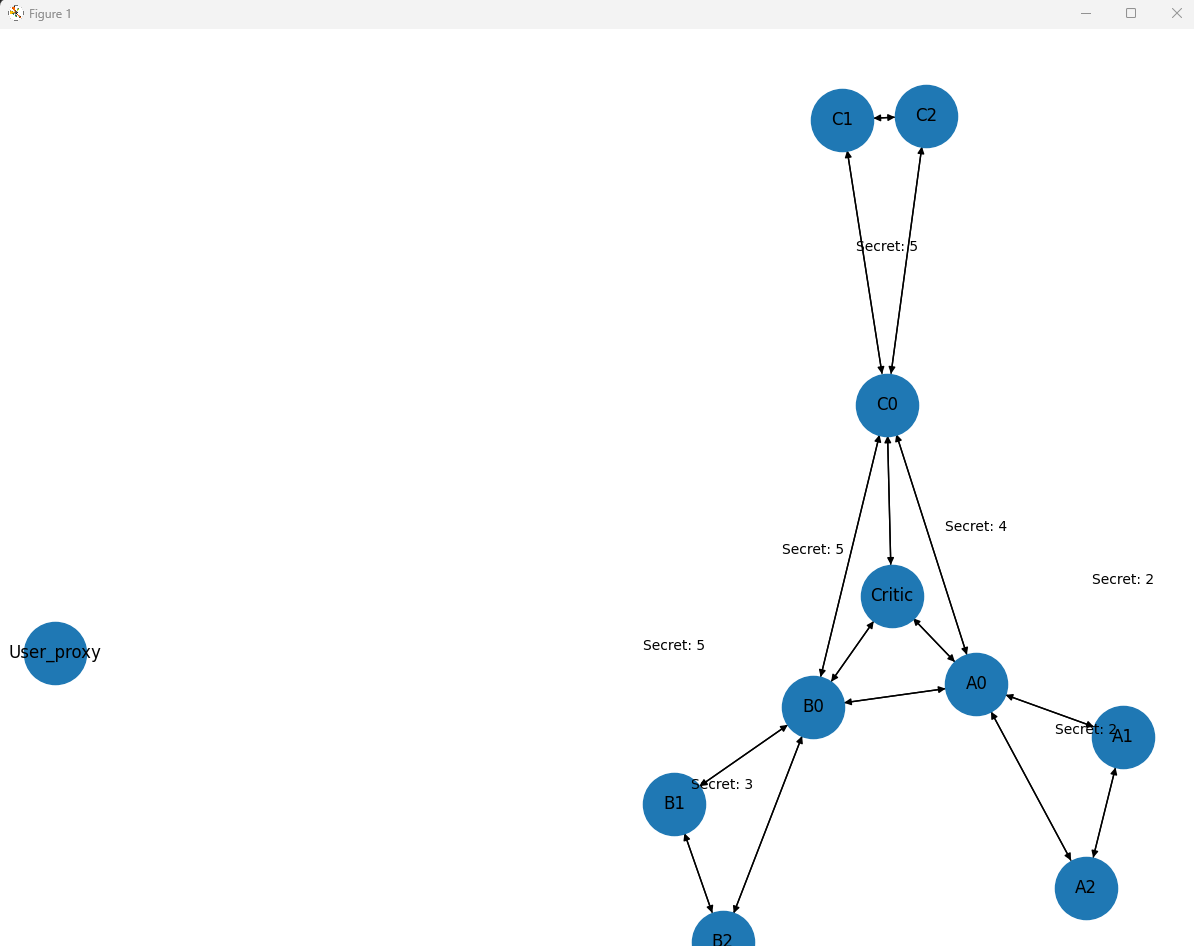 Figure 1
C1
C2
Secret: 5
C0
Secret: 4
Secret: 5
Secret: 2
Critic
Secret: 5
User_proxy
A0
B0
Secret: 2
A1
Secret: 3
B1
A2
B2